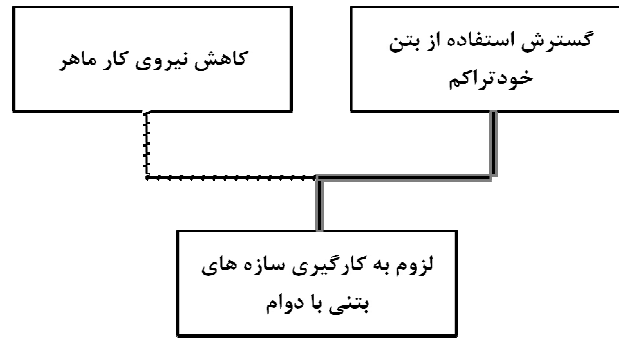 گسترش استفاده از بتن
خودتراکم
کاهش نیروی کار ماهر
لزوم به کارگیری سازه های
بتنی با دوام